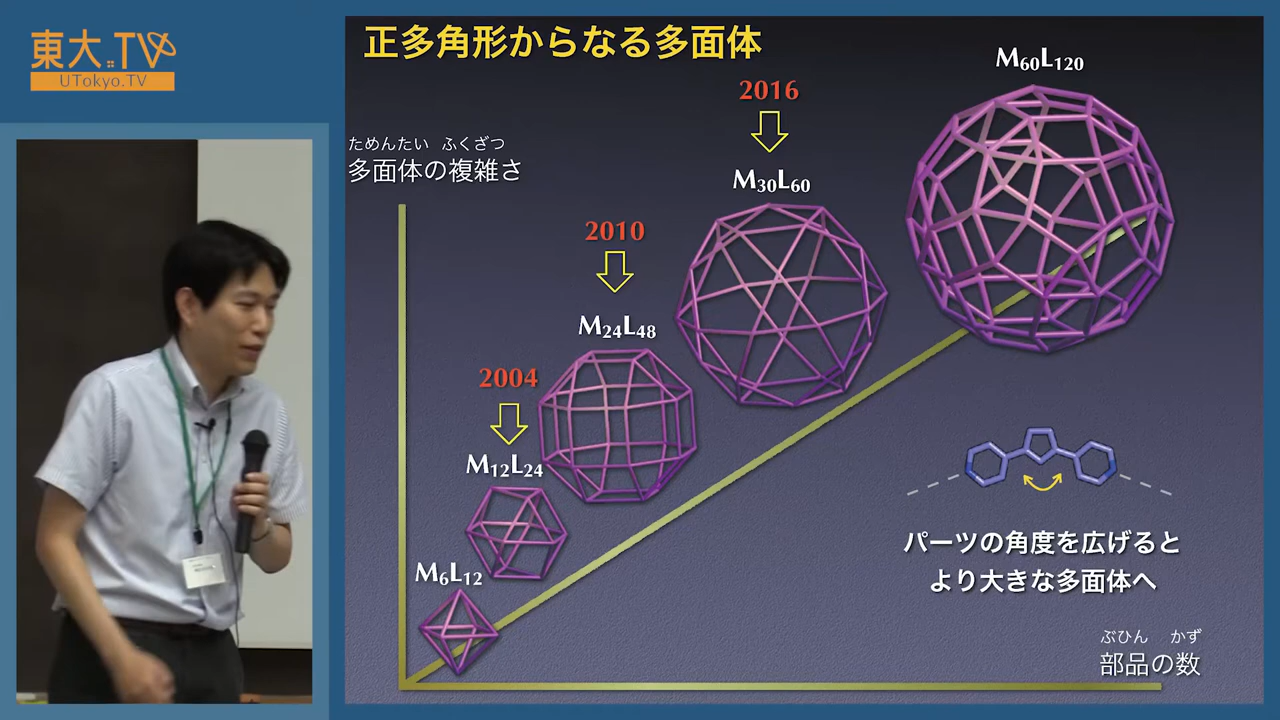 東大.TV
UTokyo.TV
正多角形からなる多面体
ためんたい ふくざつ
多面体の複雑さ
M6L12
2004
M12L24
2010
M24L48
2016
M30L60
M60L120
パーツの角度を広げると
より大きな多面体へ
ぶひん かず
部品の数